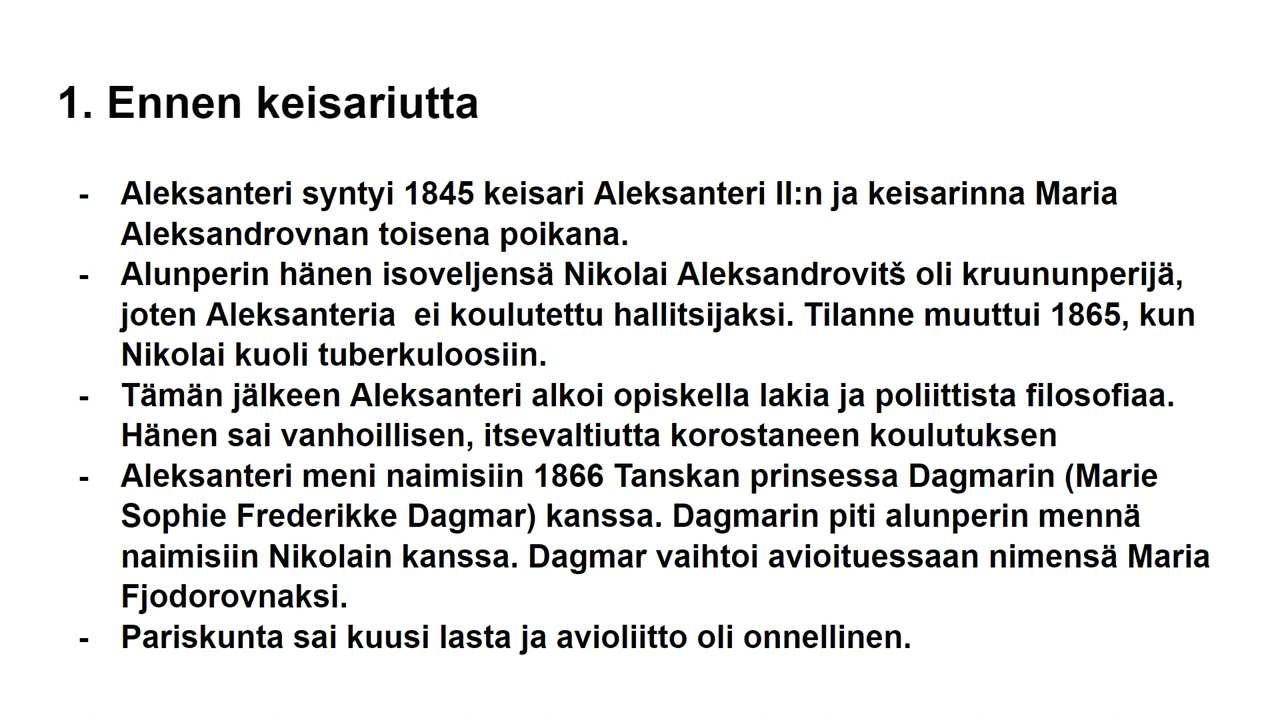 1. Ennen keisariutta
- Aleksanteri syntyi 1845 keisari Aleksanteri II:n ja keisarinna Maria
Aleksandrovnan toisena poikana.
- Alunperin hänen isoveljensä Nikolai Aleksandrovitš oli kruununperijä,
joten Aleksanteria  ei koulutettu hallitsijaksi. Tilanne muuttui 1865, kun
Nikolai kuoli tuberkuloosiin.
- Tämän jälkeen Aleksanteri alkoi opiskella lakia ja poliittista filosofiaa.
Hänen sai vanhoillisen, itsevaltiutta korostaneen koulutuksen
- Aleksanteri meni naimisiin 1866 Tanskan prinsessa Dagmarin (Marie
Sophie Frederikke Dagmar) kanssa. Dagmarin piti alunperin mennä
naimisiin Nikolain kanssa. Dagmar vaihtoi avioituessaan nimensä Maria
Fjodorovnaksi.
- Pariskunta sai kuusi lasta ja avioliitto oli onnellinen.